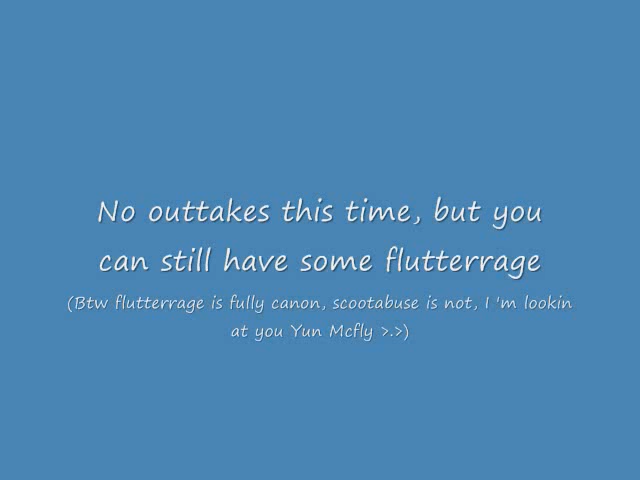 No outtakes this time, but you
can still have some flutterrage
(Btw flutterrage is fully canon, scootabuse is not, I 'm lookin
at you Yun Mcfly >.>)